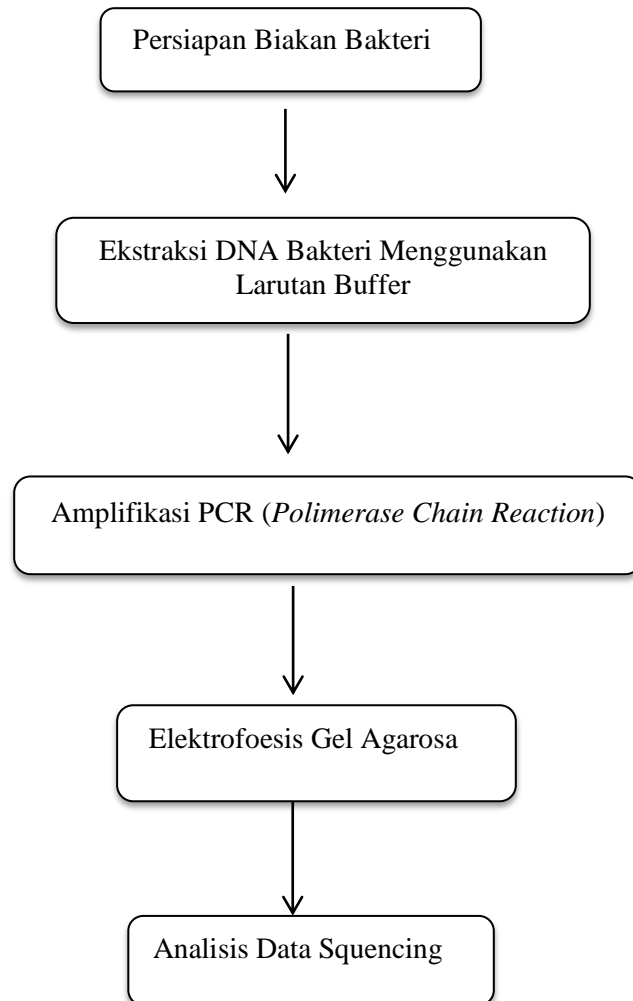 Persiapan Biakan Bakteri
Ekstraksi DNA Bakteri Menggunakan
Larutan Buffer
Amplifikasi PCR (Polimerase Chain Reaction)
Elektrofoesis Gel Agarosa
Analisis Data Squencing